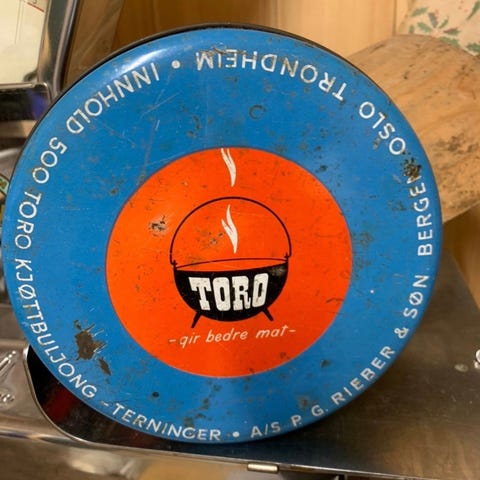 TORO
-gir bedre mat-
INNHOLD 500 TORO KJØTTBULJONG-TERNINGER • A/S P. G. RIEBER & SØN BERGEN OSLO TRONDHEIM •